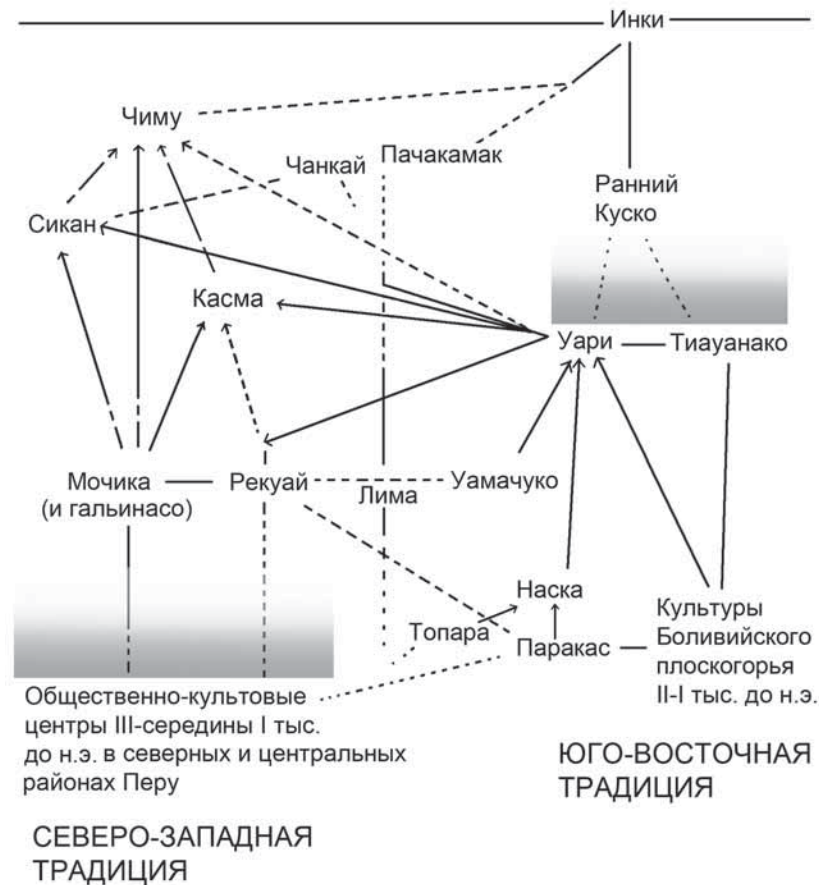 Инки
Чиму
Чанкай
Пачакамак
Ранний
Куско
Сикан
Касма
Уари
Тиауанако
Мочика
(и гальинасо)
Рекуай
Лима
Уамачуко
Наска
Топара
Паракас
Культуры
Боливийского
плоскогорья
II-I тыс. до н.э.
Общественно-культовые
центры III-середины I тыс.
до н.э. в северных и центральных
районах Перу
ЮГО-ВОСТОЧНАЯ
ТРАДИЦИЯ
СЕВЕРО-ЗАПАДНАЯ
ТРАДИЦИЯ